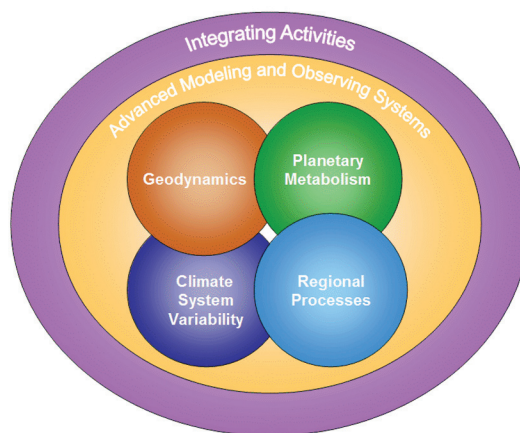 Integrating Activities
Advanced Modeling and Observing Systems
Geodynamics
Planetary
Metabolism
Climate
System
Variability
Regional
Processes